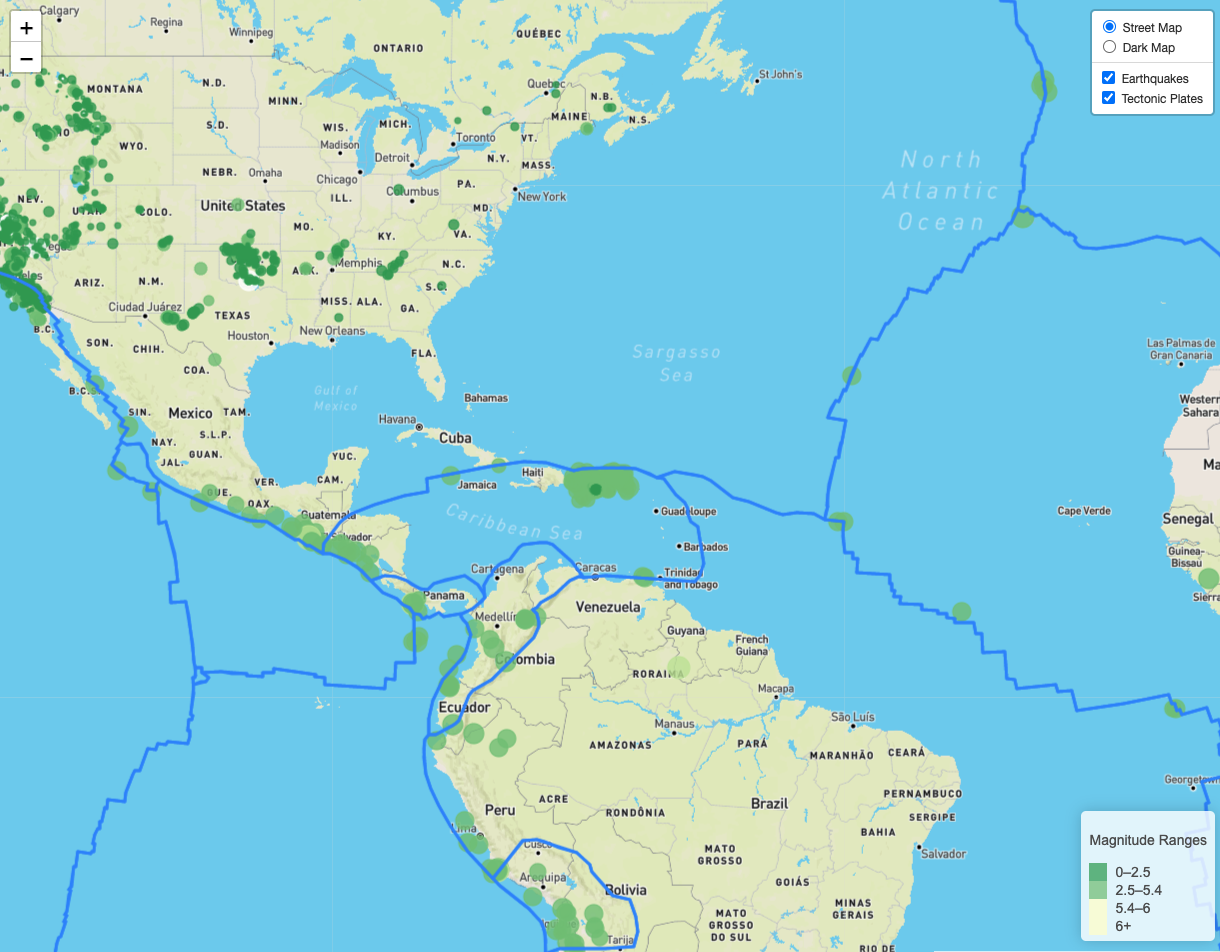 Calgary
Regina
Winnipeg
ONTARIO
QUÉBEC
+
−
Street Map
Dark Map
Earthquakes
Tectonic Plates
St John's
MONTANA
N.D.
MINN.
Quebec
N.B.
MAINE
N.S.
S.D.
WIS.
MICH.
Toronto
VT.
WYO.
Madison
Detroit
N.Y.
MASS.
NEBR.
Omaha
Chicago
Columbus
PA.
New York
NEV.
UTAH
COLO.
United States
ILL.
MD.
MO.
KY.
VA.
North
Atlantic
Ocean
ARIZ.
N.M.
Memphis
N.C.
S.C.
Ciudad Juárez
TEXAS
MISS.
ALA.
GA.
B.C.
SON.
CHIH.
Houston
New Orleans
FLA.
COA.
Sargasso
Sea
Las Palmas de
Gran Canaria
B.C.S.
Gulf of
Mexico
Bahamas
Western
Sahara
SIN.
Mexico
TAM.
Havana
Cuba
NAY.
S.L.P.
JAL.
GUAN.
YUC.
VER.
CAM.
GUE.
OAX.
Haiti
Jamaica
Guatemala
Caribbean Sea
Guadeloupe
Cape Verde
Senegal
Barbados
Guinea-
Bissau
Cartagena
Caracas
Trinidad
and Tobago
Panama
Venezuela
Medellín
Guyana
French
Guiana
Colombia
RORAIMA
Macapa
Ecuador
Manaus
São Luís
AMAZONAS
PARÁ
MARANHÃO
CEARÁ
Georgetown
Peru
ACRE
RONDÔNIA
Brazil
PERNAMBUCO
SERGIPE
Lima
BAHIA
Cusco
MATO
GROSSO
Salvador
Arequipa
Bolivia
GOIÁS
MATO
GROSSO
DO SUL
MINAS
GERAIS
Tarija
RIO DE
Magnitude Ranges
0–2.5
2.5–5.4
5.4–6
6+